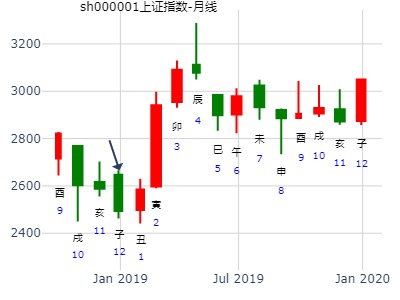 sh000001上证指数-月线
3200
3000
2800
2600
2400
酉
9
戌
10
亥
11
子
12
丑
1
寅
2
卯
3
辰
4
巳
5
午
6
未
7
申
8
酉
9
戌
10
亥
11
子
12
Jan 2019
Jul 2019
Jan 2020